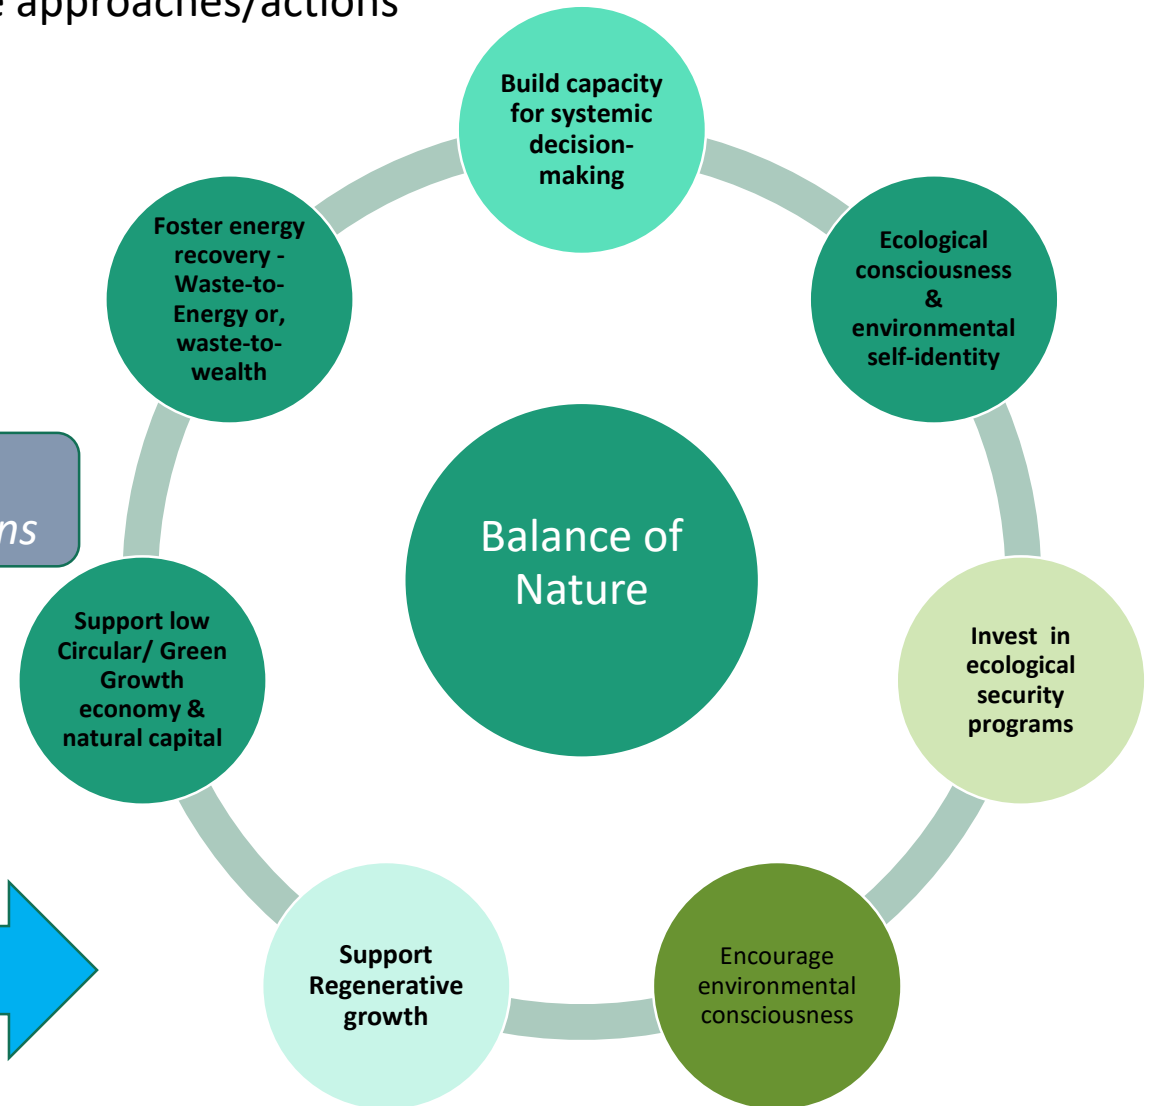 approaches/actions
Build capacity
for systemic
decision-
making
Ecological
consciousness
&
environmental
self-identity
Invest  in
ecological
security
programs
Encourage
environmental
consciousness
Support
Regenerative
growth
Support low
Circular/ Green
Growth
economy &
natural capital
Foster energy
recovery -
Waste-to-
Energy or,
waste-to-
wealth
Balance of
Nature